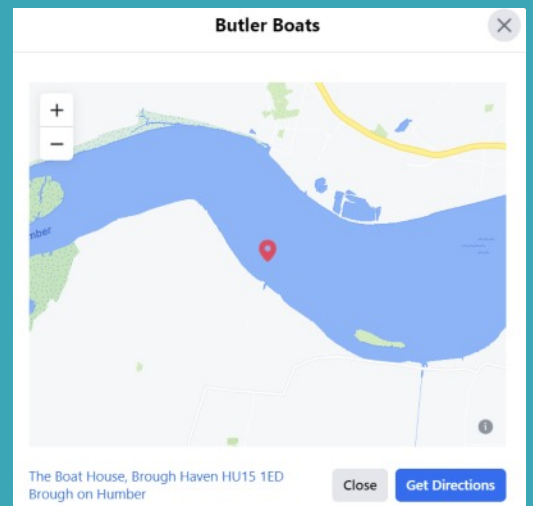 Butler Boats
+
−
mber
The Boat House, Brough Haven HU15 1ED
Brough on Humber
Close
Get Directions